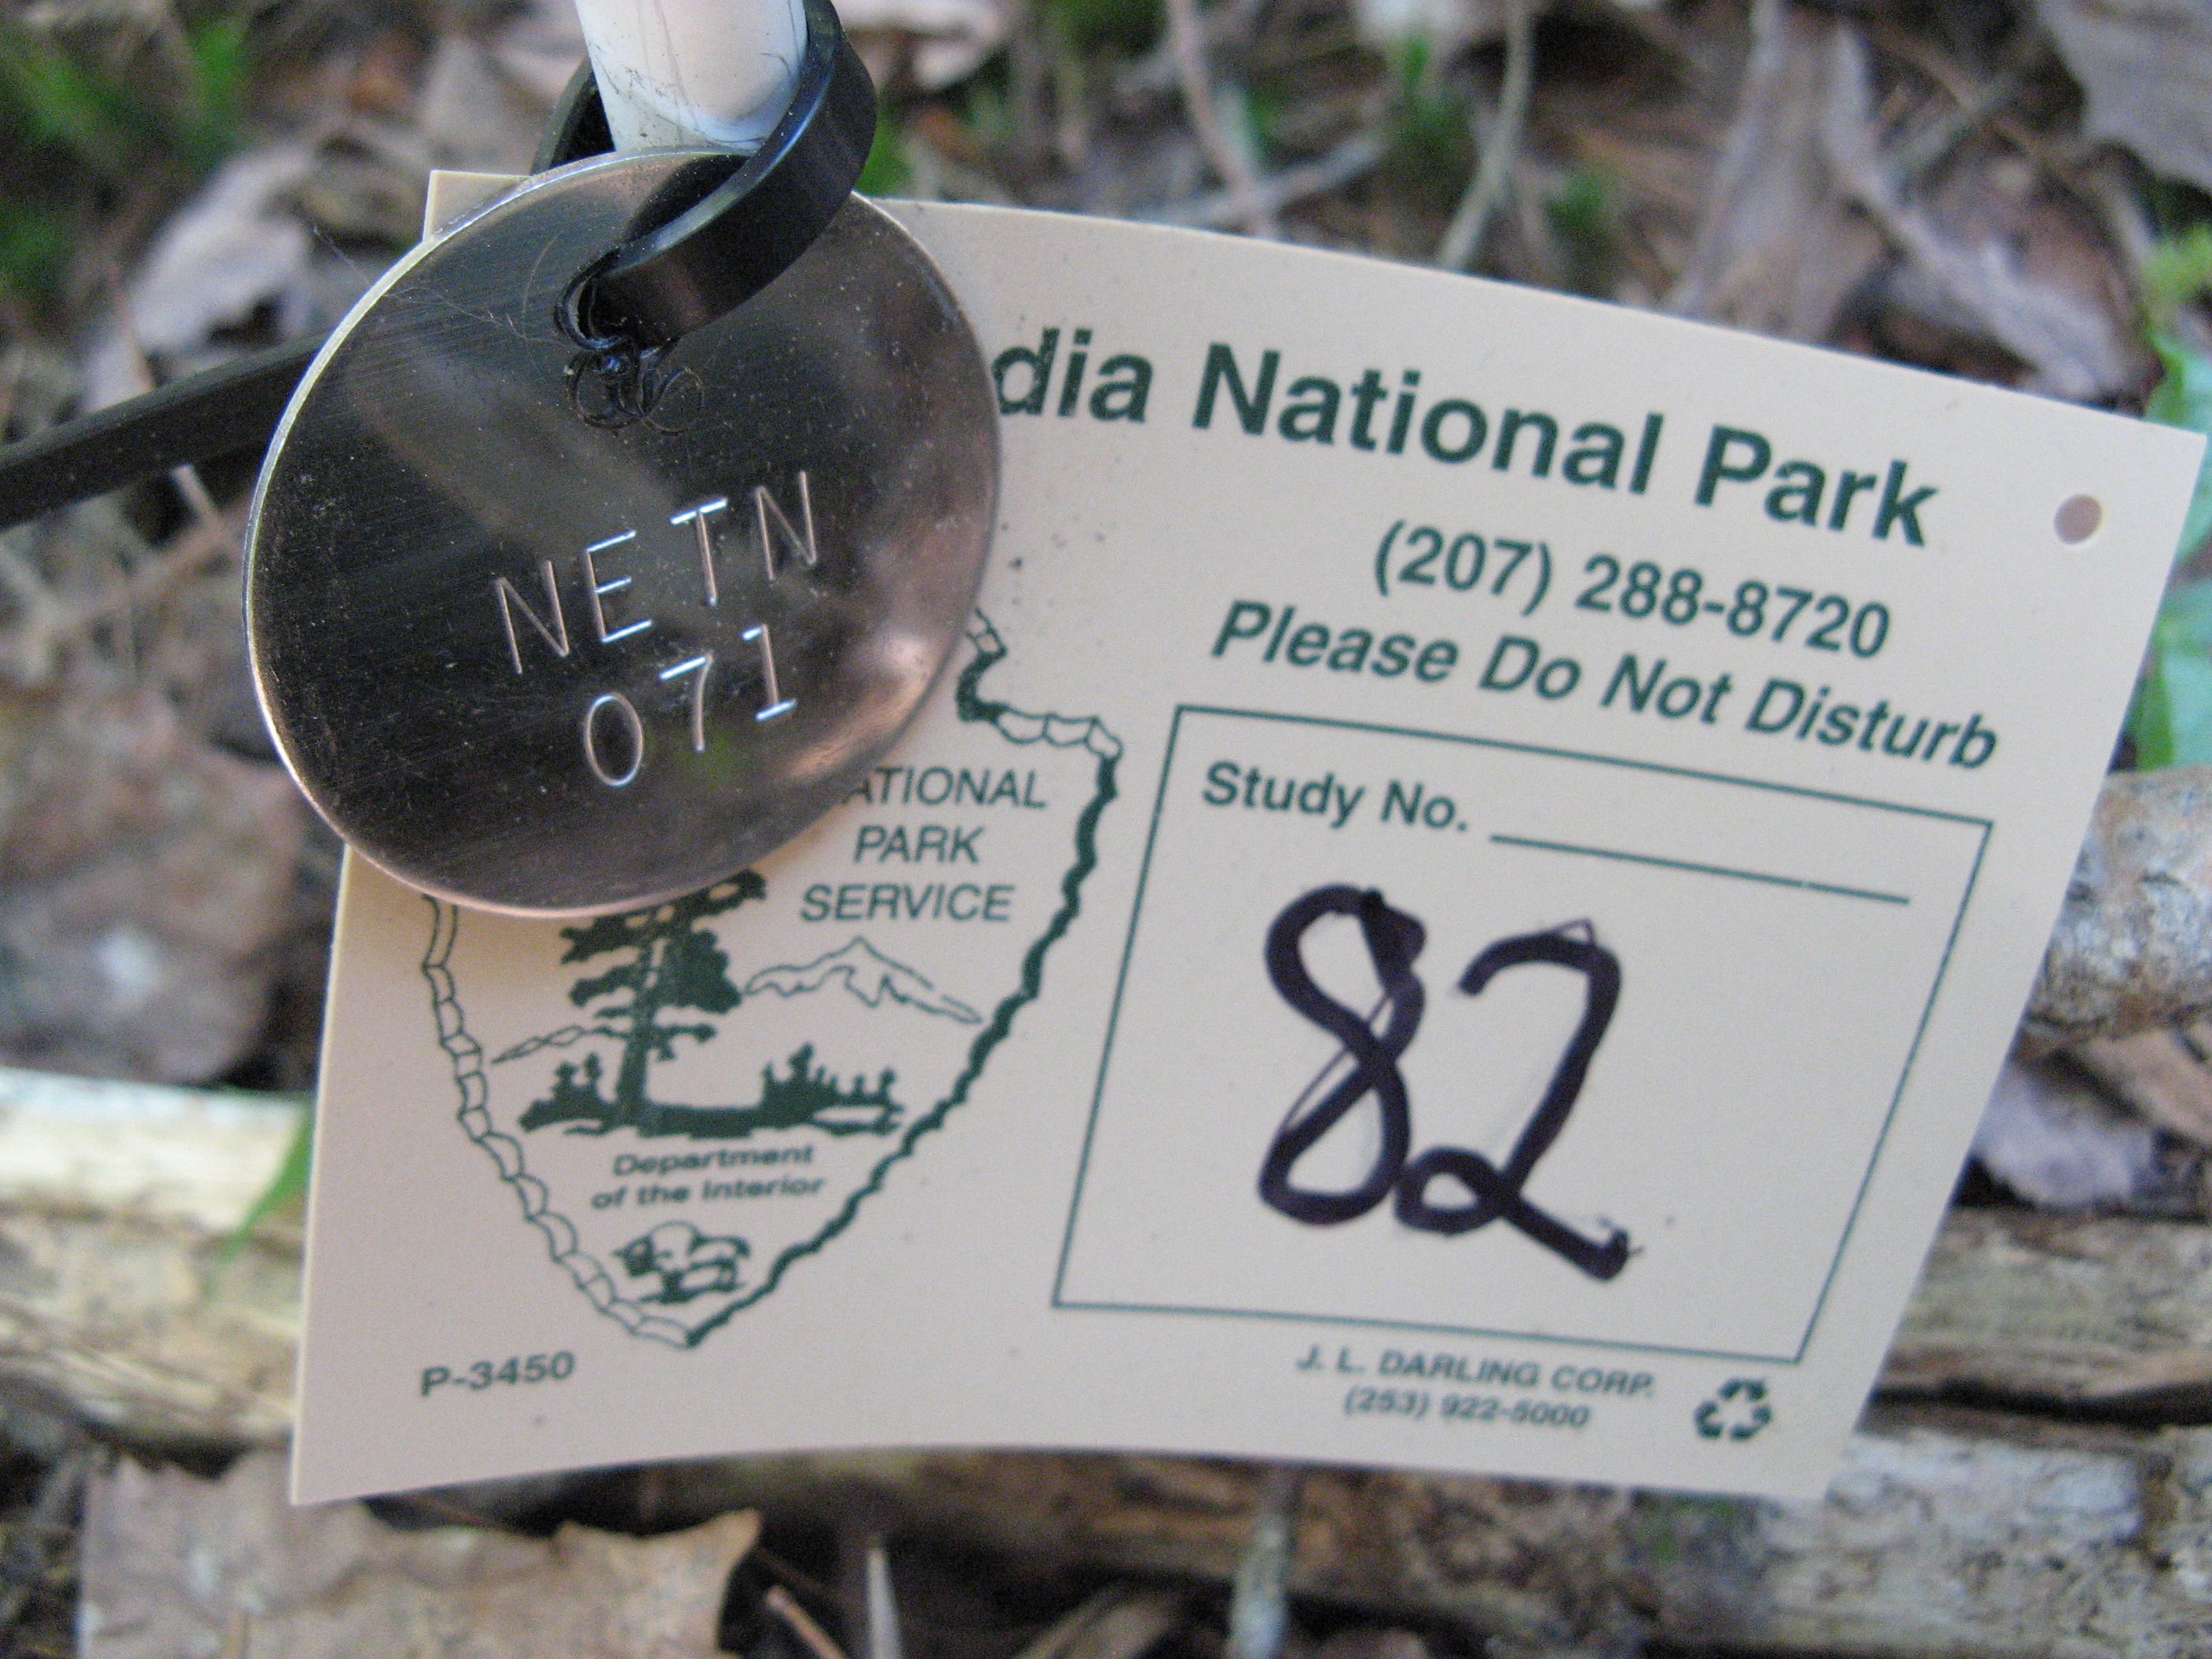 NETN
071
dia National Park
(207) 288-8720
Please Do Not Disturb
Study No.
82
ATIONAL
PARK
SERVICE
Department
of the Interior
P-3450
J. L. DARLING CORP.
(253) 922-5000